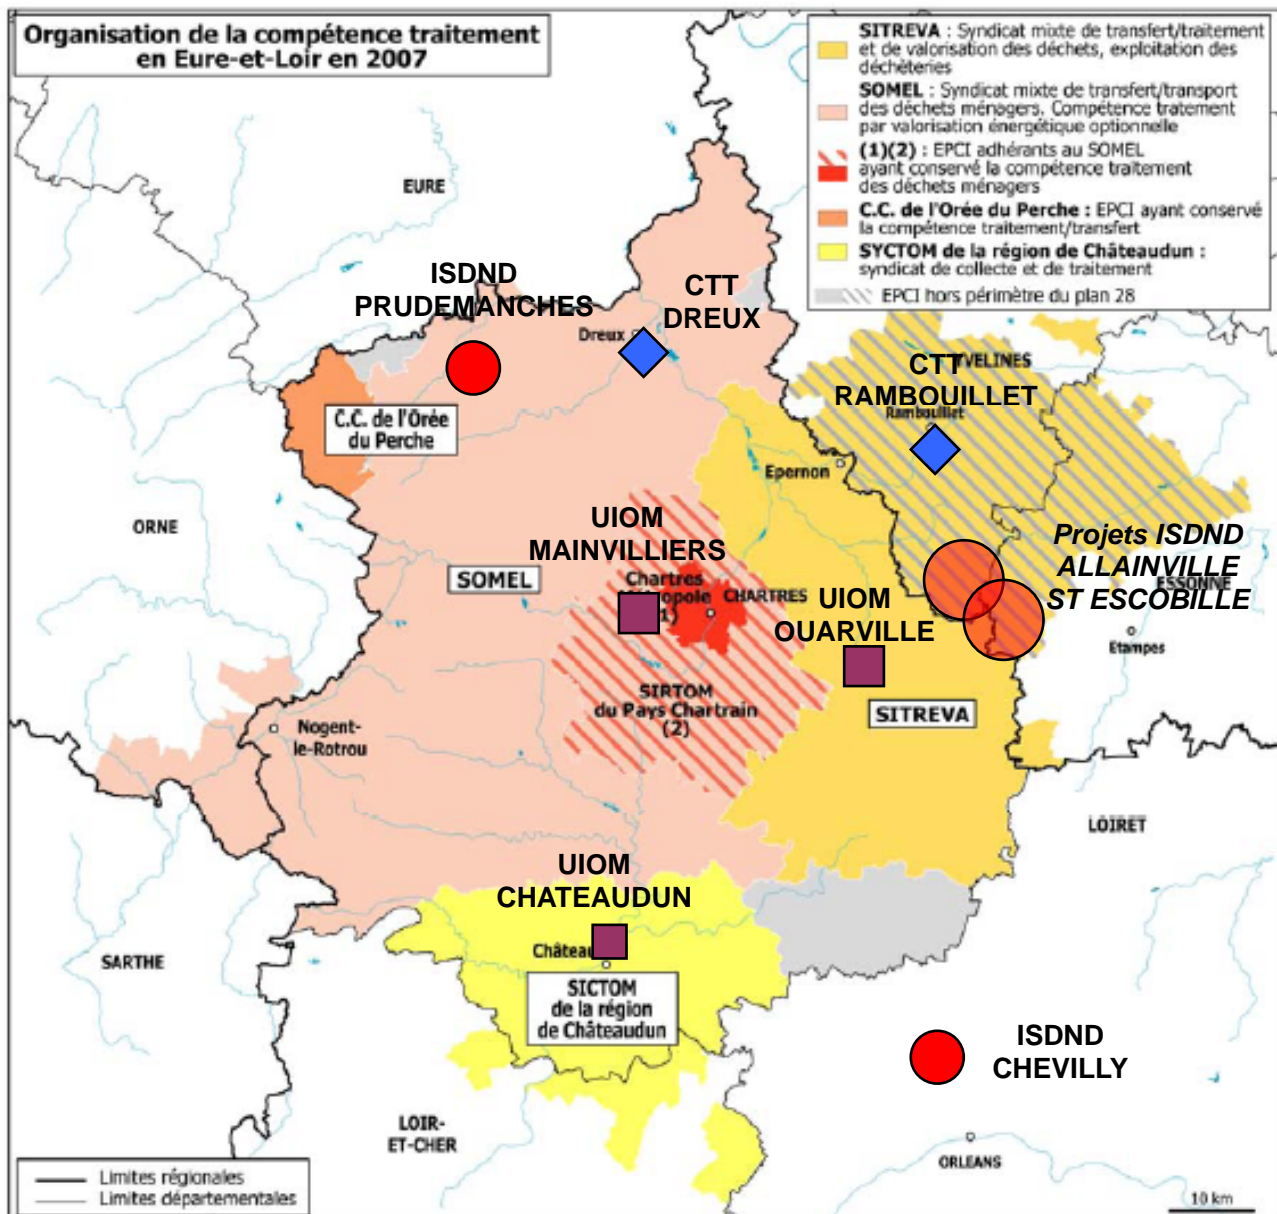 Organisation de la compétence traitement
en Eure-et-Loir en 2007
SITREVA : Syndicat mixte de transfert/traitement
et de valorisation des déchets, exploitation des
déchèteries
SOMEL : Syndicat mixte de transfert/transport
des déchets ménagers. Compétence tratement
par valorisation énergétique optionnelle
(1)(2) : EPCI adhérants au SOMEL
ayant conservé la compétence traitement
des déchets ménagers
C.C. de l'Orée du Perche : EPCI ayant conservé
la compétence traitement/transfert
SYCTOM de la région de Châteaudun :
syndicat de collecte et de traitement
EPCI hors périmètre du plan 28
EURE
ISDND
PRUDEMANCHES
CTT
DREUX
Dreux
YVELINES
CTT
RAMBOUILLET
Rambouillet
C.C. de l'Orée
du Perche
Epernon
ORNE
UIOM
MAINVILLIERS
Projets ISDND
ALLAINVILLE
ST ESCOBILLE
ESSONNE
SOMEL
Chartres
1)
CHARTRES
UIOM
OUARVILLE
Etampes
SIRTOM
du Pays Chartrain
(2)
SITREVA
Nogent-
le-Rotrou
LOIRET
UIOM
CHATEAUDUN
SARTHE
SICTOM
de la région
de Châteaudun
ISDND
CHEVILLY
LOIR-
ET-CHER
ORLEANS
Limites régionales
Limites départementales
10 km